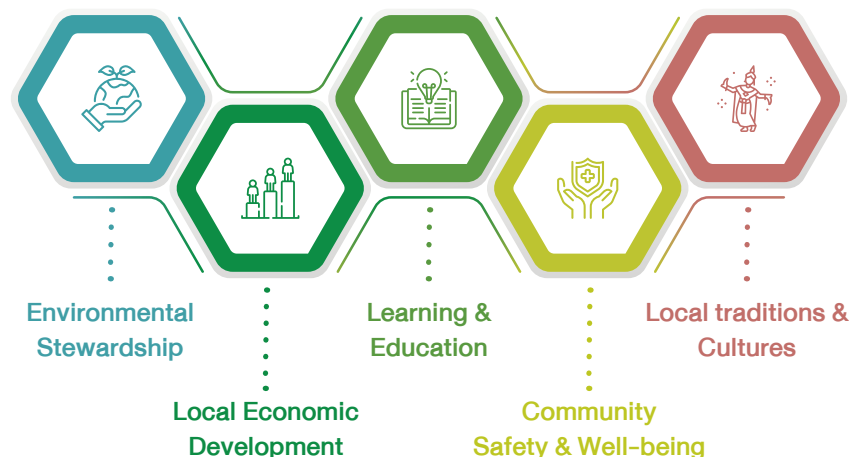 Environmental
Stewardship
Local Economic
Development
Learning &
Education
Community
Safety & Well-being
Local traditions &
Cultures